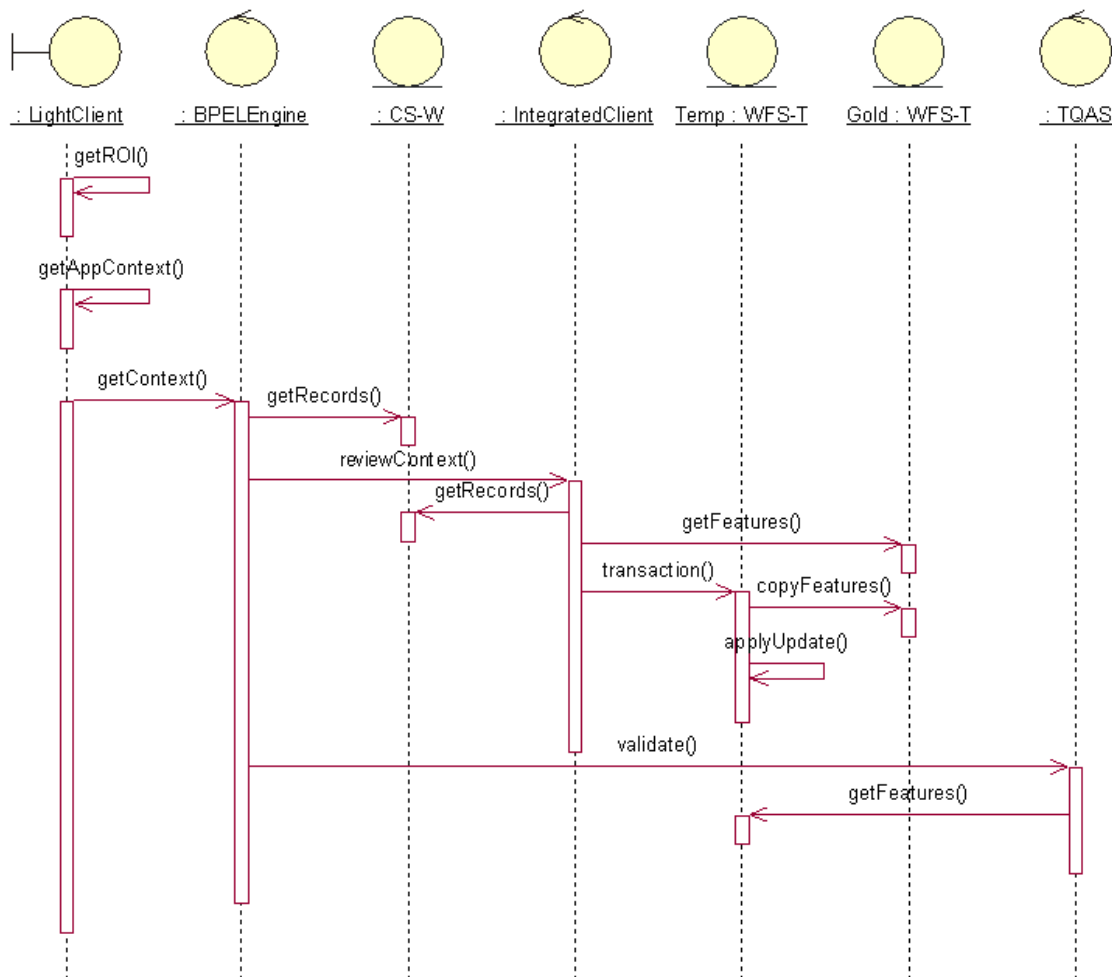 : LightClient
: BPELEngine
: CS-W
: IntegratedClient
Temp : WFS-T
Gold : WFS-T
: TQAS
getROI()
getAppContext()
getContext()
getRecords()
reviewContext()
getRecords()
getFeatures()
transaction()
copyFeatures()
applyUpdate()
validate()
getFeatures()